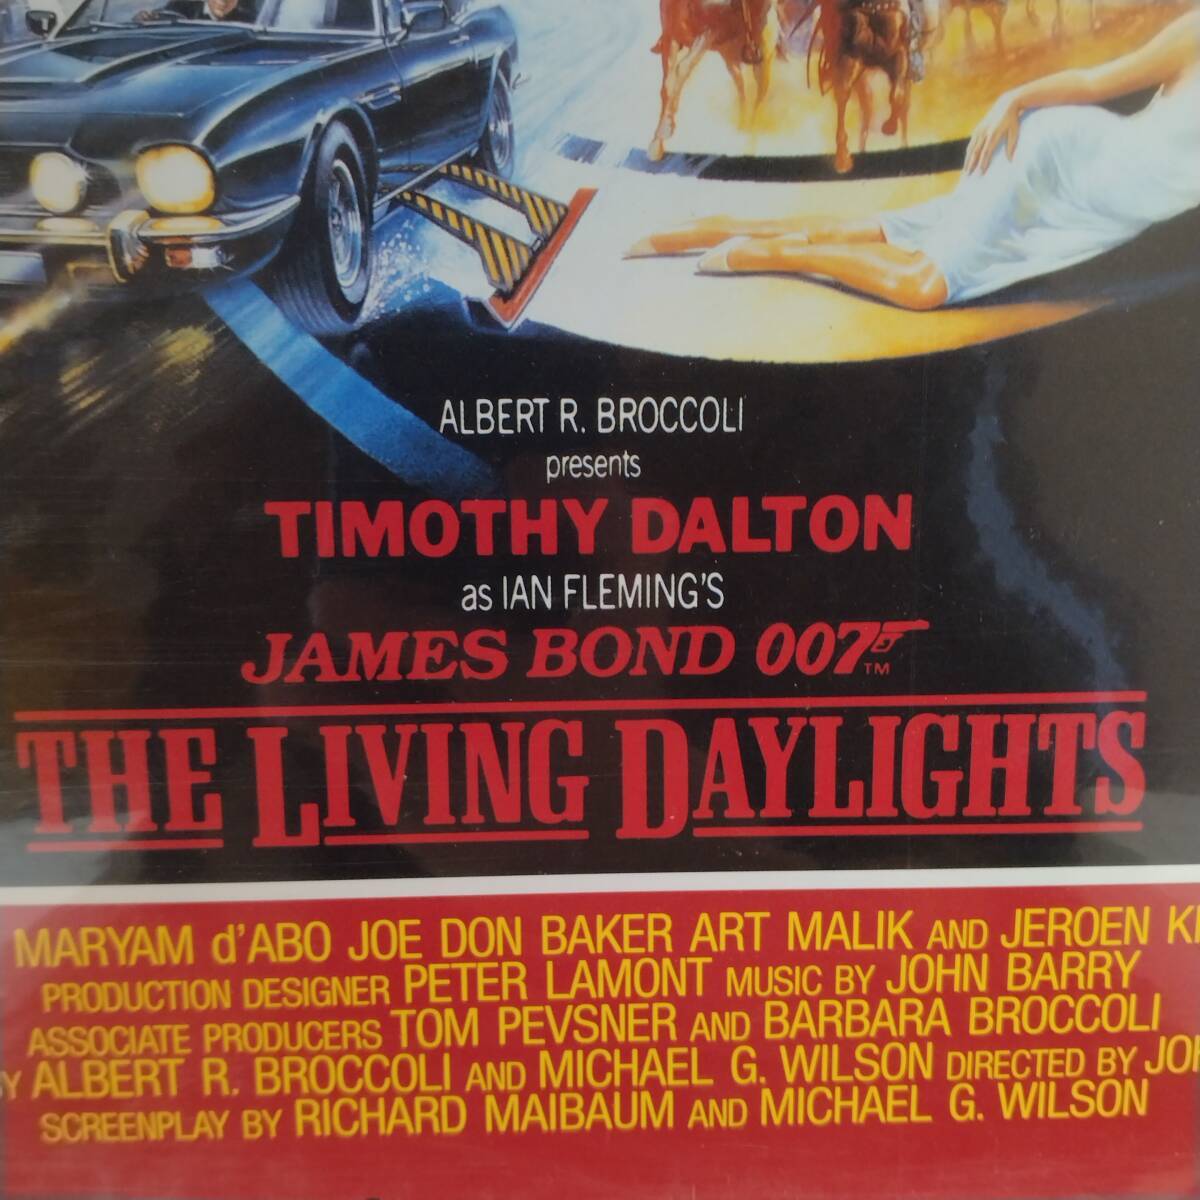 ALBERT R. BROCCOLI
presents
TIMOTHY DALTON
as IAN FLEMING'S
JAMES BOND 007 TM
THE LIVING DAYLIGHTS
MARYAM d'ABO JOE DON BAKER ART MALIK AND JEROEN
PRODUCTION DESIGNER PETER LAMONT MUSIC BY JOHN BARRY
ASSOCIATE PRODUCERS TOM PEVSNER AND BARBARA BROCCOLI
ALBERT R. BROCCOLI AND MICHAEL G. WILSON DIRECTED BY
SCREENPLAY BY RICHARD MAIBAUM AND MICHAEL G. WILSON